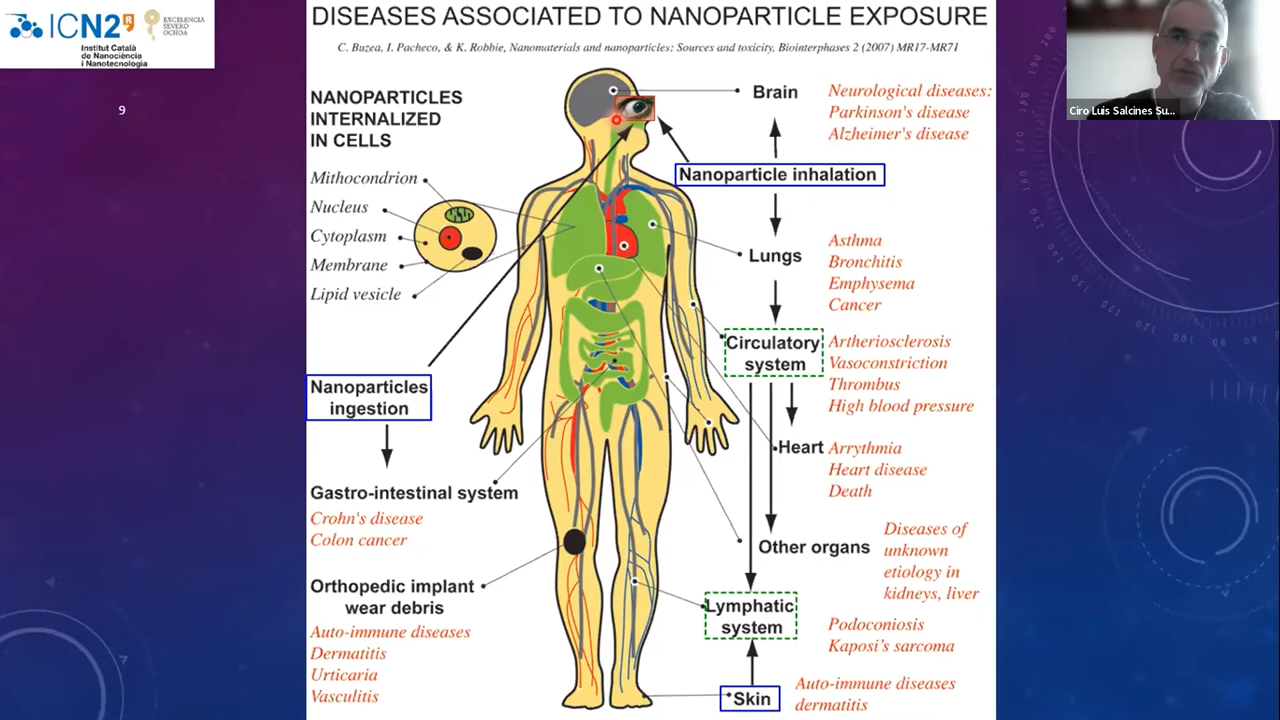 ICN2
EXCELENCIA
SEVERO
OCHOA
Institut Català
de Nanociència
i Nanotecnologia
9
DISEASES ASSOCIATED TO NANOPARTICLE EXPOSURE
C. Buzea, I. Pacheco, & K. Robbie, Nanomaterials and nanoparticles: Sources and toxicity, Biointerphases 2 (2007) MR17-MR71
NANOPARTICLES
INTERNALIZED
IN CELLS
Mithocondrion
Nucleus
Cytoplasm
Membrane
Lipid vesicle
Nanoparticles
ingestion
Gastro-intestinal system
Crohn's disease
Colon cancer
Orthopedic implant
wear debris
Auto-immune diseases
Dermatitis
Urticaria
Vasculitis
Brain
Neurological diseases:
Parkinson's disease
Alzheimer's disease
Nanoparticle inhalation
Lungs
Asthma
Bronchitis
Emphysema
Cancer
Circulatory
system
Artheriosclerosis
Vasoconstriction
Thrombus
High blood pressure
Heart
Arrythmia
Heart disease
Death
Other organs
Diseases of
unknown
etiology in
kidneys, liver
Lymphatic
system
Podoconiosis
Kaposi's sarcoma
Skin
Auto-immune diseases
dermatitis
Ciro Luis Salcines Su...